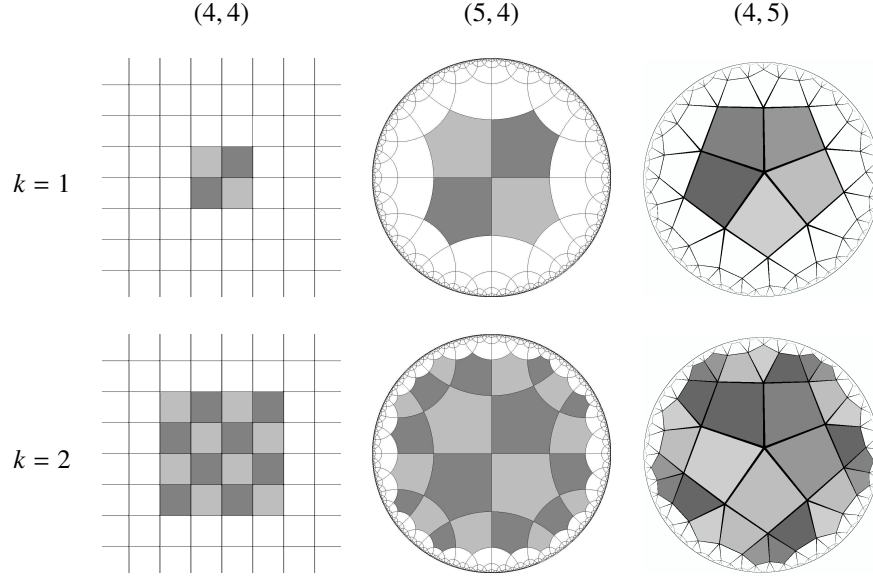 (4, 4) (5, 4) (4, 5)
k = 1
k = 2